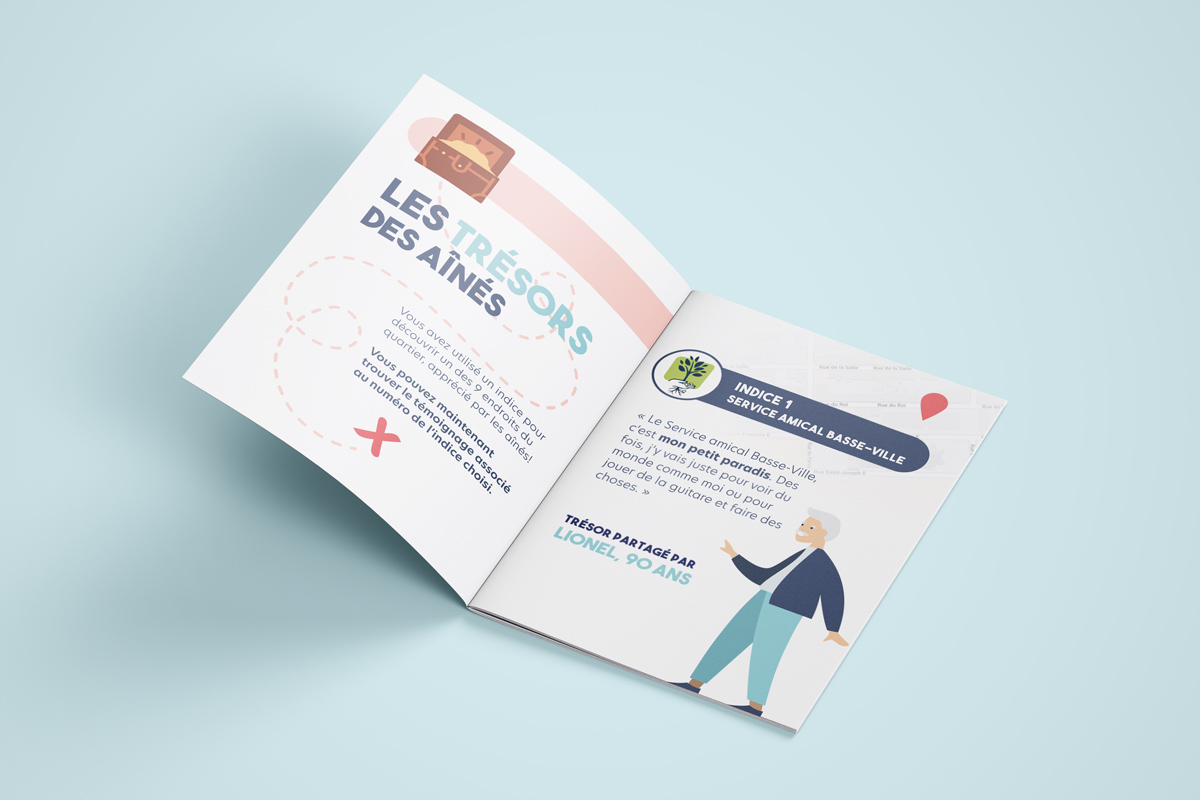 LES TRÉSORS
DES AÎNÉS
Vous avez utilisé un indice pour
découvrir un des 9 endroits du
quartier, apprécié par les aînés!
Vous pouvez maintenant
trouver le témoignage associé
au numéro de l'indice choisi.
INDICE 1
SERVICE AMICAL BASSE-VILLE
« Le Service amical Basse-Ville,
c'est mon petit paradis. Des
fois, j'y vais juste pour voir du
monde comme moi ou pour
jouer de la guitare et faire des
choses. »
TRÉSOR PARTAGÉ PAR
LIONEL, 90 ANS
Rue de la Salle
Rue de la Salle
Rue du Roi
Rue du Roi